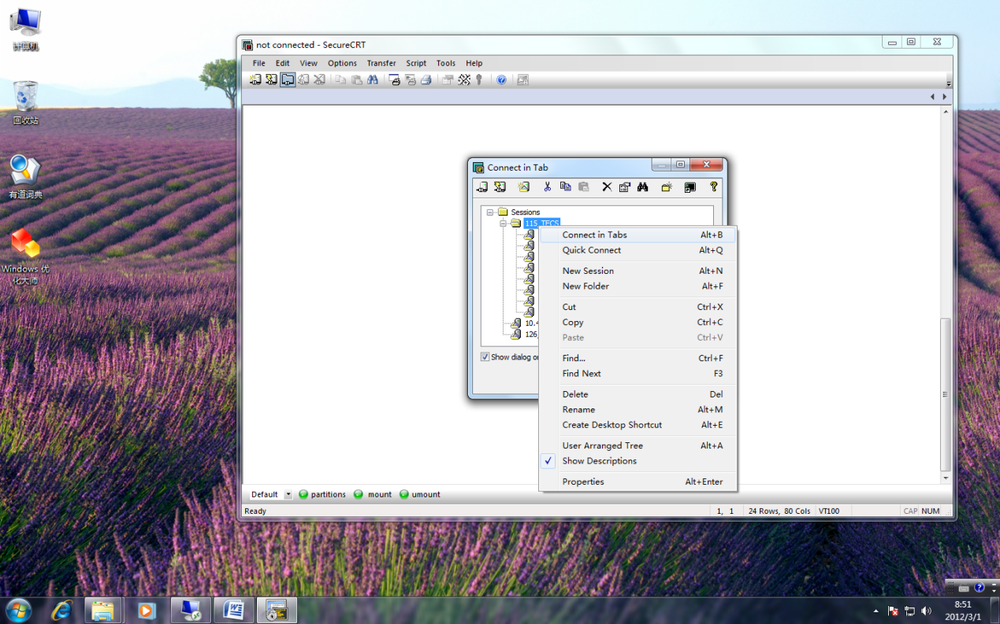 计算机
回收站
有道词典
Windows 优
化大师
not connected - SecureCRT
File Edit View Options Transfer Script Tools Help
Connect in Tab
Sessions
115_TECS
10.4
126_
Show dialog on
Connect in Tabs Alt+B
Quick Connect Alt+Q
New Session Alt+N
New Folder Alt+F
Cut Ctrl+X
Copy Ctrl+C
Paste Ctrl+V
Find... Ctrl+F
Find Next F3
Delete Del
Rename Alt+M
Create Desktop Shortcut Alt+E
User Arranged Tree Alt+A
Show Descriptions
Properties Alt+Enter
Default partitions mount umount
Ready 1, 1 24 Rows, 80 Cols VT100 CAP NUM
8:51
2012/3/1